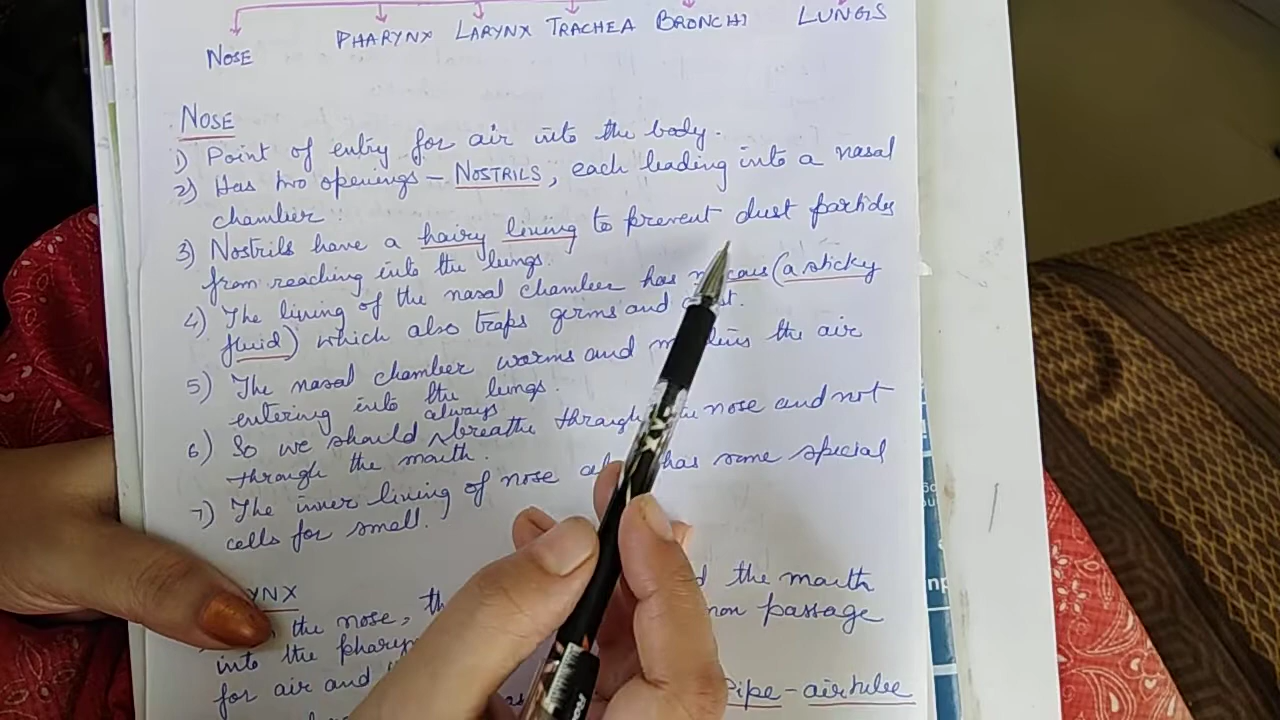 NOSE PHARYNX LARYNX TRACHEA BRONCHI LUNGS
NOSE
1) Point of entry for air into the body.
2) Has two openings – NOSTRILS, each leading into a nasal
chamber.
3) Nostrils have a hairy lining to prevent dust particles
from reaching into the lungs.
4) The lining of the nasal chamber has (a sticky
fluid) which also traps germs and
5) The nasal chamber warms and the air
entering into the lungs.
6) So we should always breathe through nose and not
through the mouth.
7) The inner lining of nose has some special
cells for smell.
YNX
the nose, the mouth
into the passage
for air and
Pipe – airtube